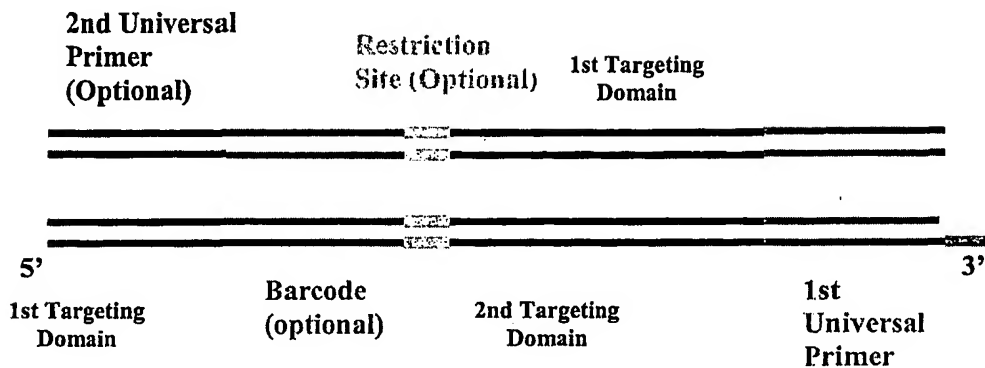 2nd Universal
Primer
(Optional)
Restriction
Site (Optional)
1st Targeting
Domain
5’
3’
1st Targeting
Domain
Barcode
(optional)
2nd Targeting
Domain
1st
Universal
Primer